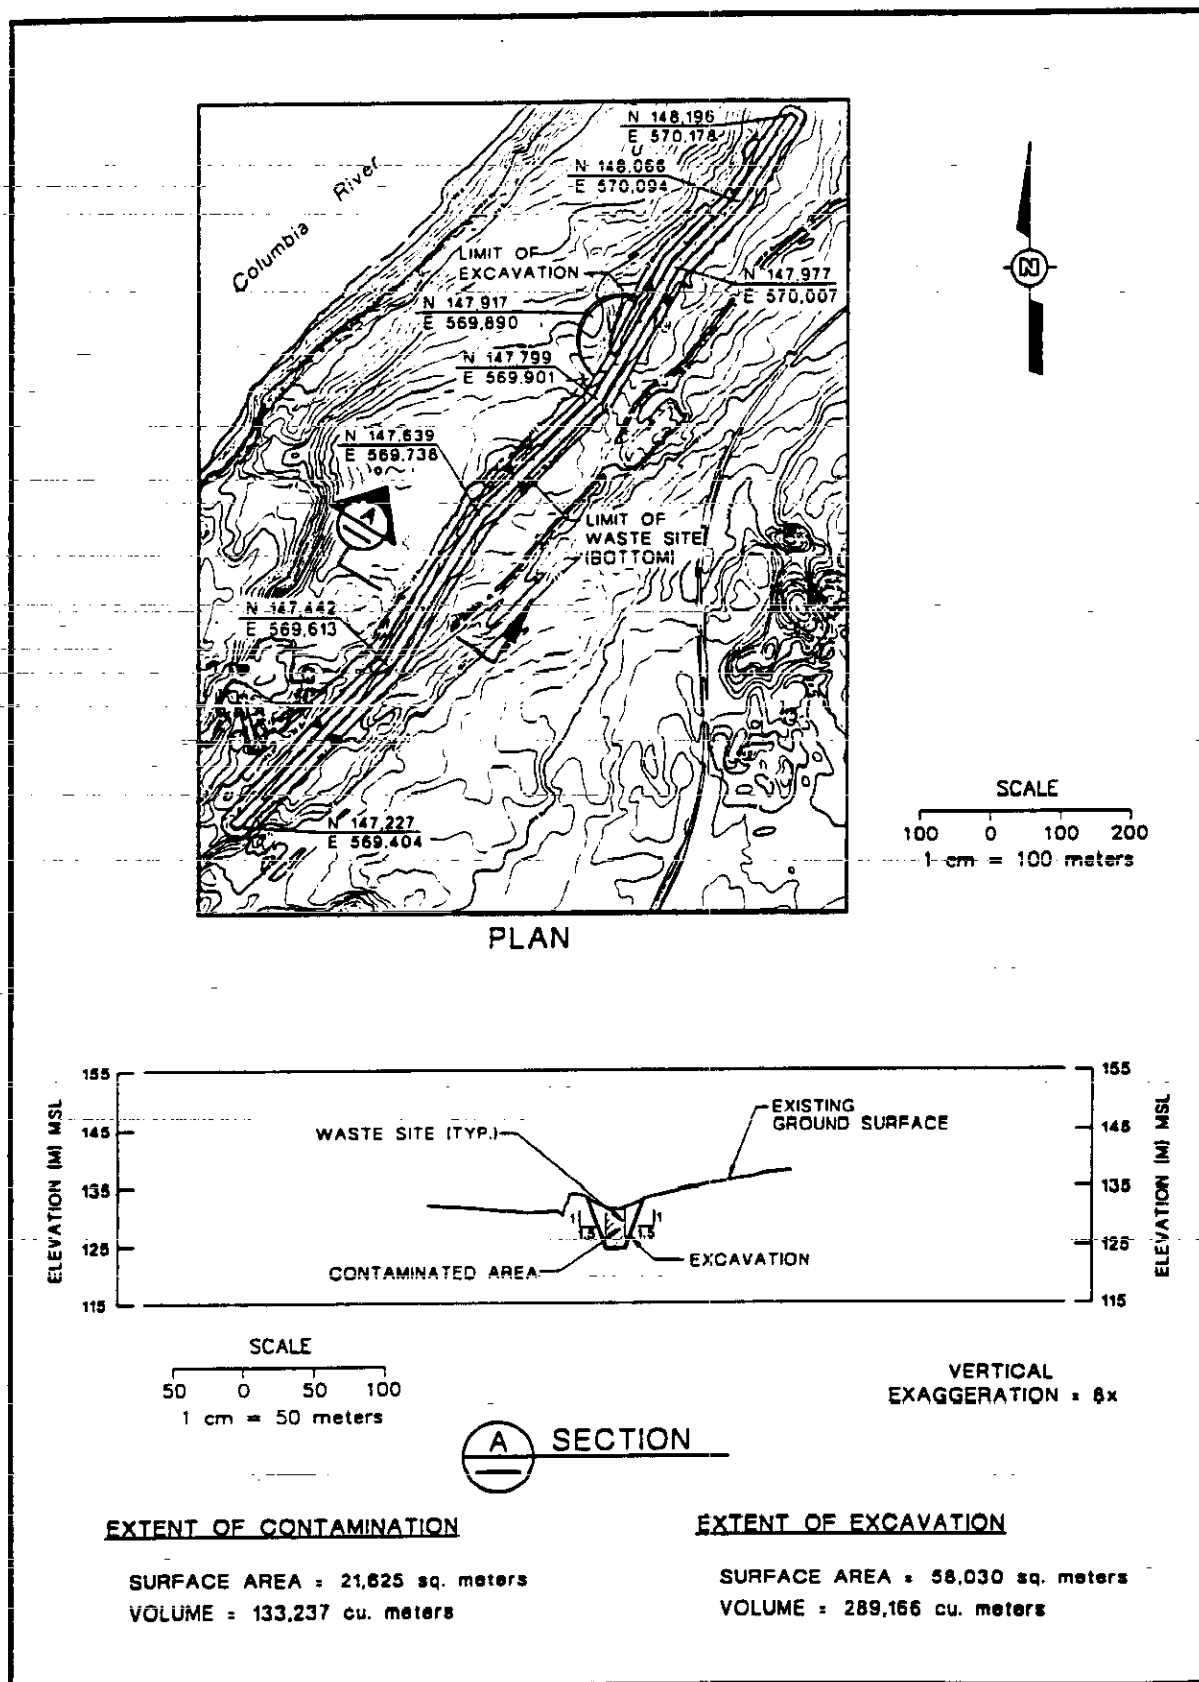 N 148,196
E 570,178
N 148,066
E 570,094
Columbia River
LIMIT OF
EXCAVATION
N 147,977
E 570,007
N 147,917
E 569,890
N 147,799
E 569,901
N 147,639
E 569,738
A
LIMIT OF
WASTE SITE
(BOTTOM)
N 147,442
E 569,613
N 147,227
E 569,404
N
SCALE
100 0 100 200
1 cm = 100 meters
PLAN
155
145
135
125
115
ELEVATION (M) MSL
WASTE SITE (TYP.)
EXISTING
GROUND SURFACE
1
1.5
1
1.5
CONTAMINATED AREA
EXCAVATION
155
145
135
125
115
ELEVATION (M) MSL
SCALE
50 0 50 100
1 cm = 50 meters
VERTICAL
EXAGGERATION = 6x
A SECTION
EXTENT OF CONTAMINATION
SURFACE AREA = 21,625 sq. meters
VOLUME = 133,237 cu. meters
EXTENT OF EXCAVATION
SURFACE AREA = 58,030 sq. meters
VOLUME = 289,166 cu. meters